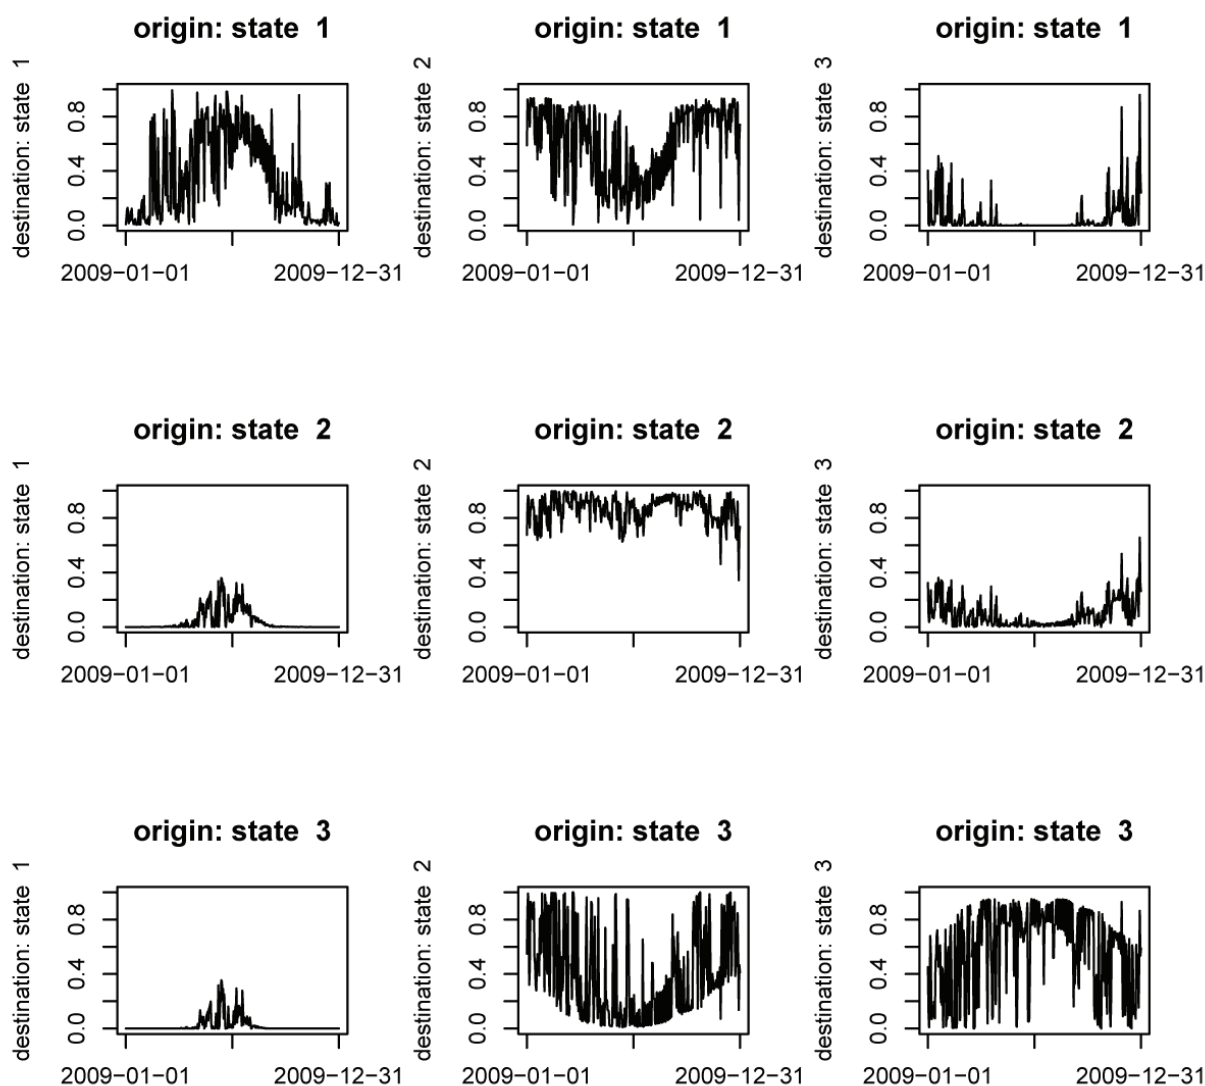 origin: state 1
origin: state 1
origin: state 1
destination: state 1
0.0 0.4 0.8
2009−01−01 2009−12−31
destination: state 2
0.0 0.4 0.8
2009−01−01 2009−12−31
destination: state 3
0.0 0.4 0.8
2009−01−01 2009−12−31
origin: state 2
origin: state 2
origin: state 2
destination: state 1
0.0 0.4 0.8
2009−01−01 2009−12−31
destination: state 2
0.0 0.4 0.8
2009−01−01 2009−12−31
destination: state 3
0.0 0.4 0.8
2009−01−01 2009−12−31
origin: state 3
origin: state 3
origin: state 3
destination: state 1
0.0 0.4 0.8
2009−01−01 2009−12−31
destination: state 2
0.0 0.4 0.8
2009−01−01 2009−12−31
destination: state 3
0.0 0.4 0.8
2009−01−01 2009−12−31